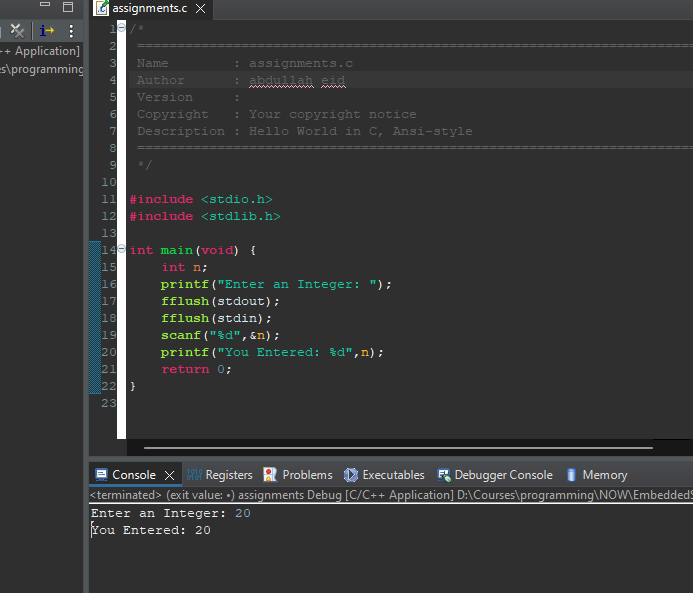 assignments.c
++ Application]
es\programming
1 /*
2 ==============================================================================
3 Name        : assignments.c
4 Author      : abdullah eid
5 Version     :
6 Copyright   : Your copyright notice
7 Description : Hello World in C, Ansi-style
8 ==============================================================================
9 */
10
11 #include <stdio.h>
12 #include <stdlib.h>
13
14 int main(void) {
15     int n;
16     printf("Enter an Integer: ");
17     fflush(stdout);
18     fflush(stdin);
19     scanf("%d",&n);
20     printf("You Entered: %d",n);
21     return 0;
22 }
23
Console Registers Problems Executables Debugger Console Memory
<terminated> (exit value: •) assignments Debug [C/C++ Application] D:\Courses\programming\NOW\EmbeddedS
Enter an Integer: 20
You Entered: 20